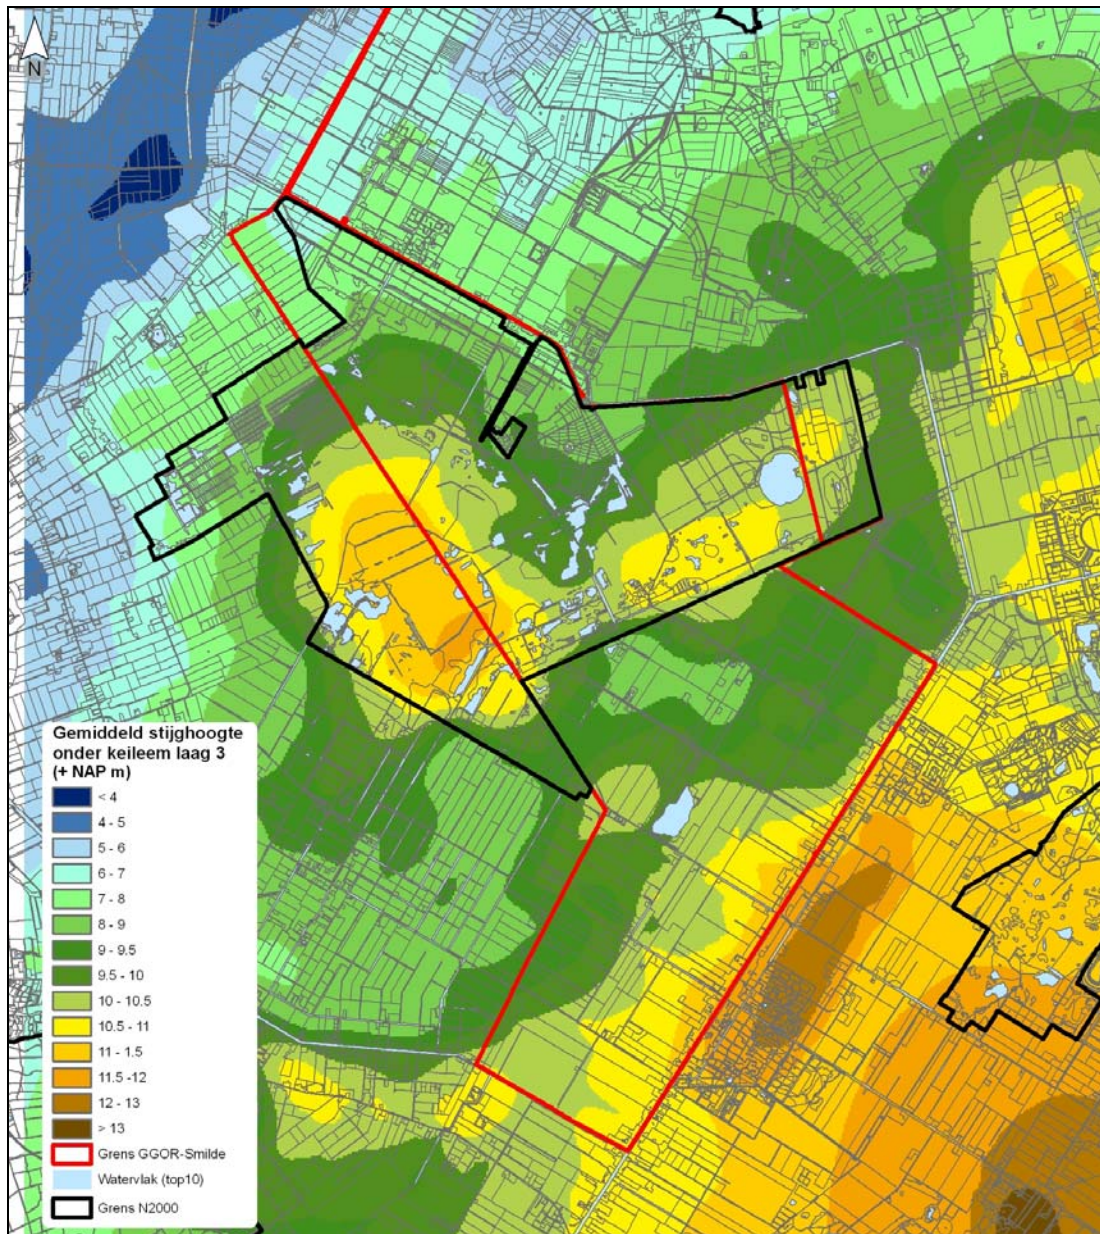 N
Gemiddeld stijghoogte
onder keileem laag 3
(+ NAP m)
< 4
4 - 5
5 - 6
6 - 7
7 - 8
8 - 9
9 - 9.5
9.5 - 10
10 - 10.5
10.5 - 11
11 - 1.5
11.5 -12
12 - 13
> 13
Grens GGOR-Smilde
Watervlak (top10)
Grens N2000